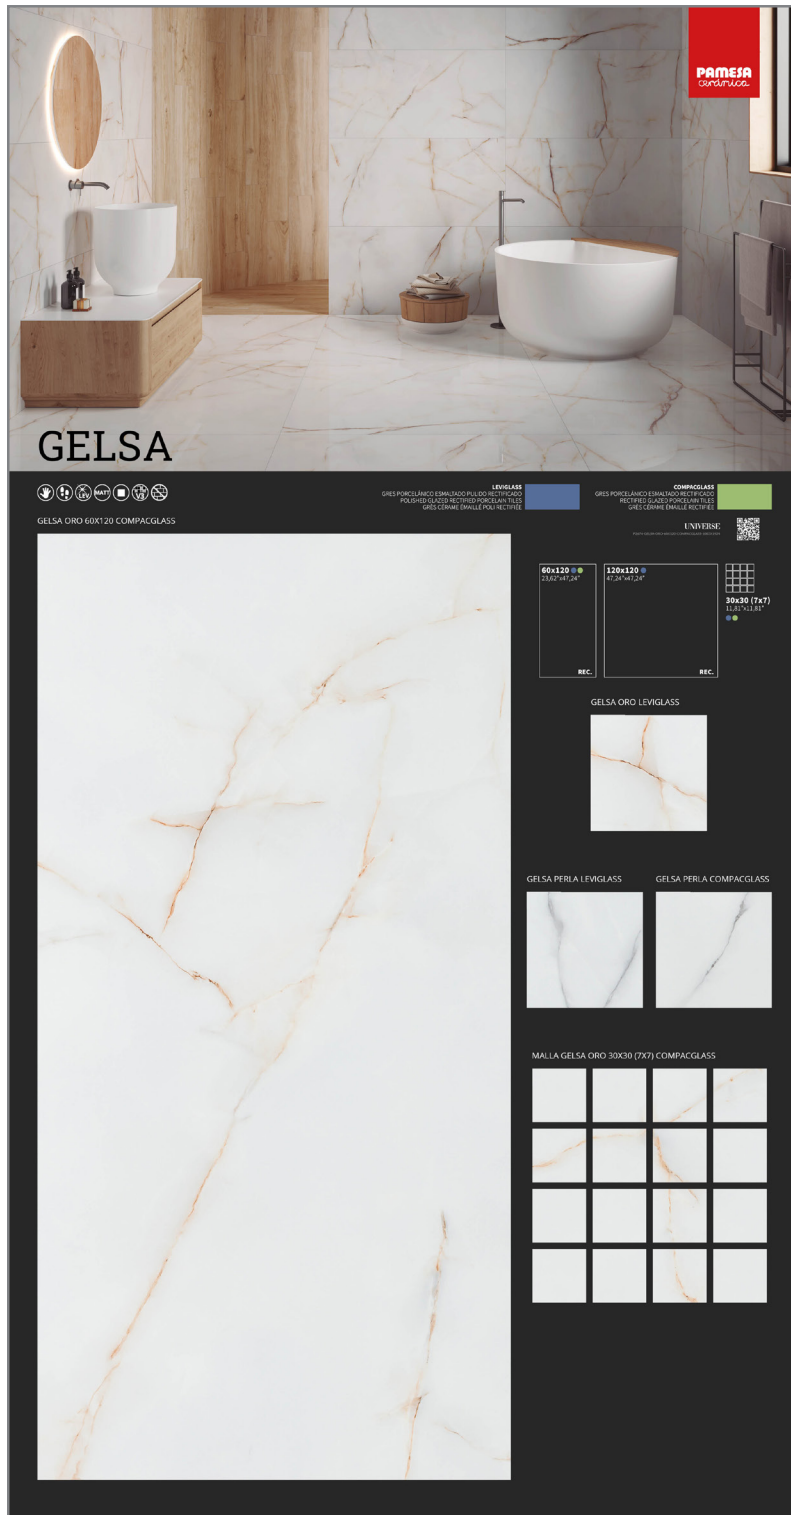 PAMESA
cerámica
GELSA
LEV
MATT
V3
LEVIGLASS
GRES PORCELÁNICO ESMALTADO PULIDO RECTIFICADO
POLISHED GLAZED RECTIFIED PORCELAIN TILES
GRÈS CÉRAME ÉMAILLÉ POLI RECTIFIÉE
COMPACGLASS
GRES PORCELÁNICO ESMALTADO RECTIFICADO
RECTIFIED GLAZED PORCELAIN TILES
GRÈS CÉRAME ÉMAILLÉ RECTIFIÉE
GELSA ORO 60X120 COMPACGLASS
UNIVERSE
60x120
23,62"x47,24"
REC.
120x120
47,24"x47,24"
REC.
30x30 (7x7)
11,81"x11,81"
GELSA ORO LEVIGLASS
GELSA PERLA LEVIGLASS
GELSA PERLA COMPACGLASS
MALLA GELSA ORO 30X30 (7X7) COMPACGLASS